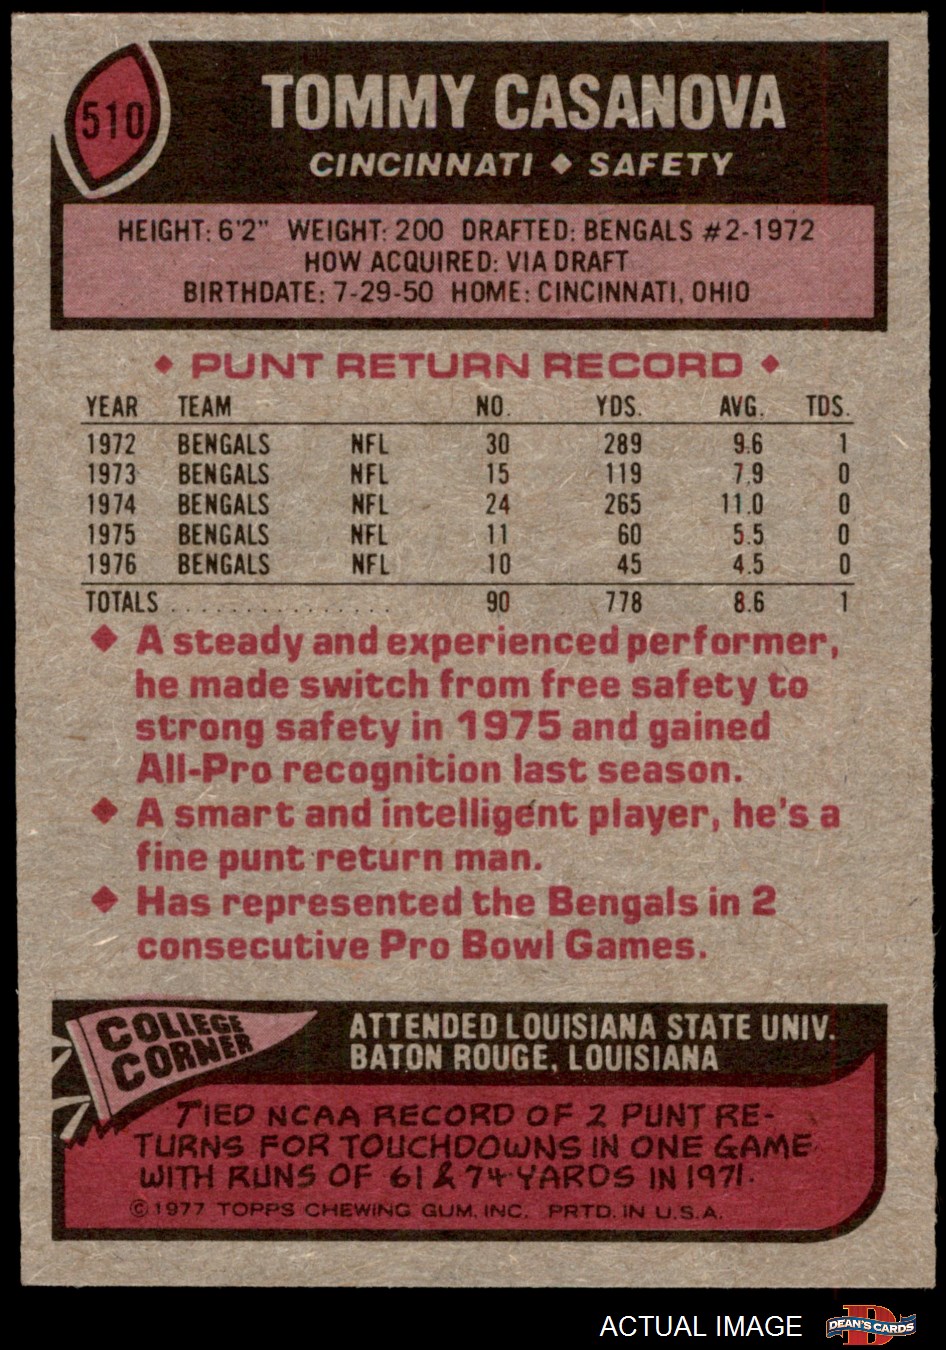 510
TOMMY CASANOVA
CINCINNATI ◆ SAFETY
HEIGHT: 6'2" WEIGHT: 200 DRAFTED: BENGALS #2-1972
HOW ACQUIRED: VIA DRAFT
BIRTHDATE: 7-29-50 HOME: CINCINNATI, OHIO
◆ PUNT RETURN RECORD ◆
YEAR TEAM NO. YDS. AVG. TDS.
1972 BENGALS NFL 30 289 9.6 1
1973 BENGALS NFL 15 119 7.9 0
1974 BENGALS NFL 24 265 11.0 0
1975 BENGALS NFL 11 60 5.5 0
1976 BENGALS NFL 10 45 4.5 0
TOTALS . . . . . . . . . . . . . . . 90 778 8.6 1
◆ A steady and experienced performer,
he made switch from free safety to
strong safety in 1975 and gained
All-Pro recognition last season.
◆ A smart and intelligent player, he's a
fine punt return man.
◆ Has represented the Bengals in 2
consecutive Pro Bowl Games.
COLLEGE
CORNER
ATTENDED LOUISIANA STATE UNIV.
BATON ROUGE, LOUISIANA
TIED NCAA RECORD OF 2 PUNT RE-
TURNS FOR TOUCHDOWNS IN ONE GAME
WITH RUNS OF 61 & 74 YARDS IN 1971.
©1977 TOPPS CHEWING GUM, INC. PRTD. IN U.S.A.
ACTUAL IMAGE
D
DEAN'S CARDS